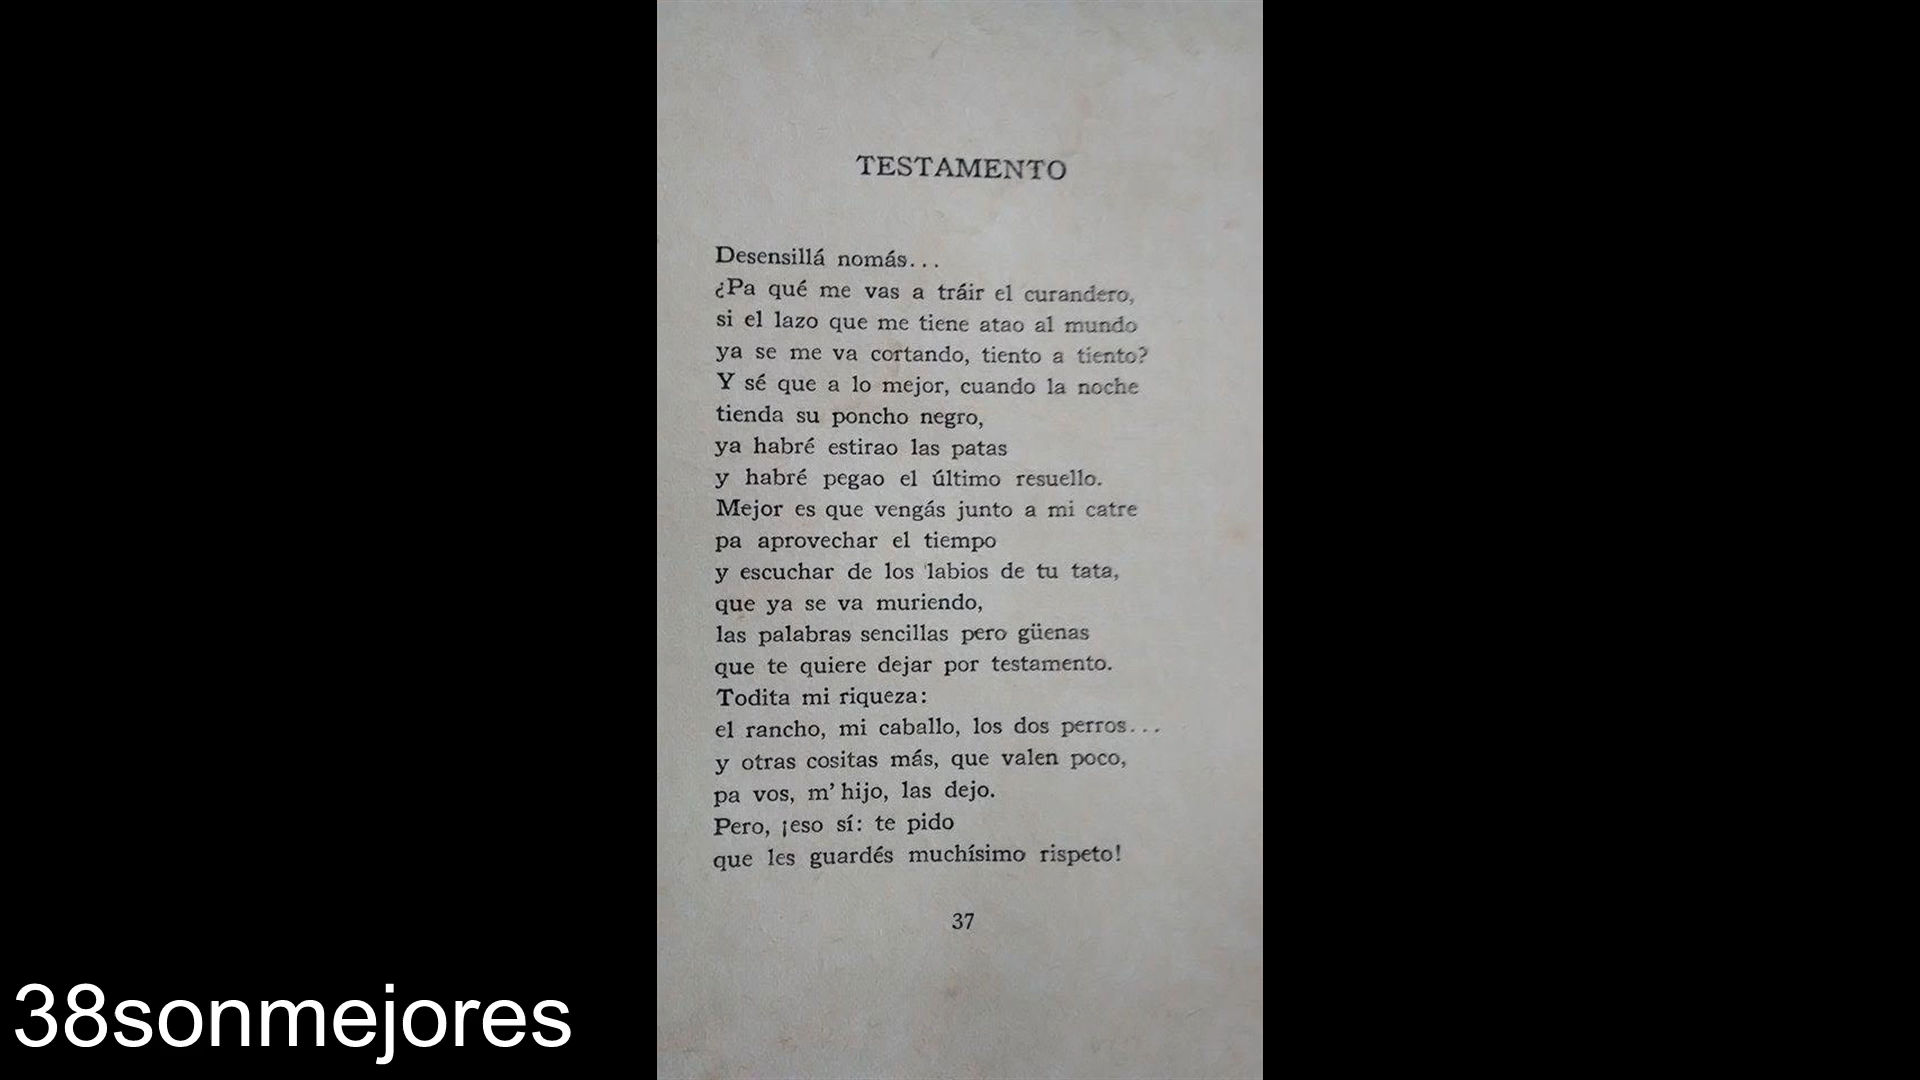 TESTAMENTO
Desensillá nomás...
¿Pa qué me vas a tráir el curandero,
si el lazo que me tiene atao al mundo
ya se me va cortando, tiento a tiento?
Y sé que a lo mejor, cuando la noche
tienda su poncho negro,
ya habré estirao las patas
y habré pegao el último resuello.
Mejor es que vengás junto a mi catre
pa aprovechar el tiempo
y escuchar de los labios de tu tata,
que ya se va muriendo,
las palabras sencillas pero güenas
que te quiere dejar por testamento.
Todita mi riqueza:
el rancho, mi caballo, los dos perros...
y otras cositas más, que valen poco,
pa vos, m'hijo, las dejo.
Pero, ¡eso sí: te pido
que les guardés muchísimo rispeto!
37
38sonmejores